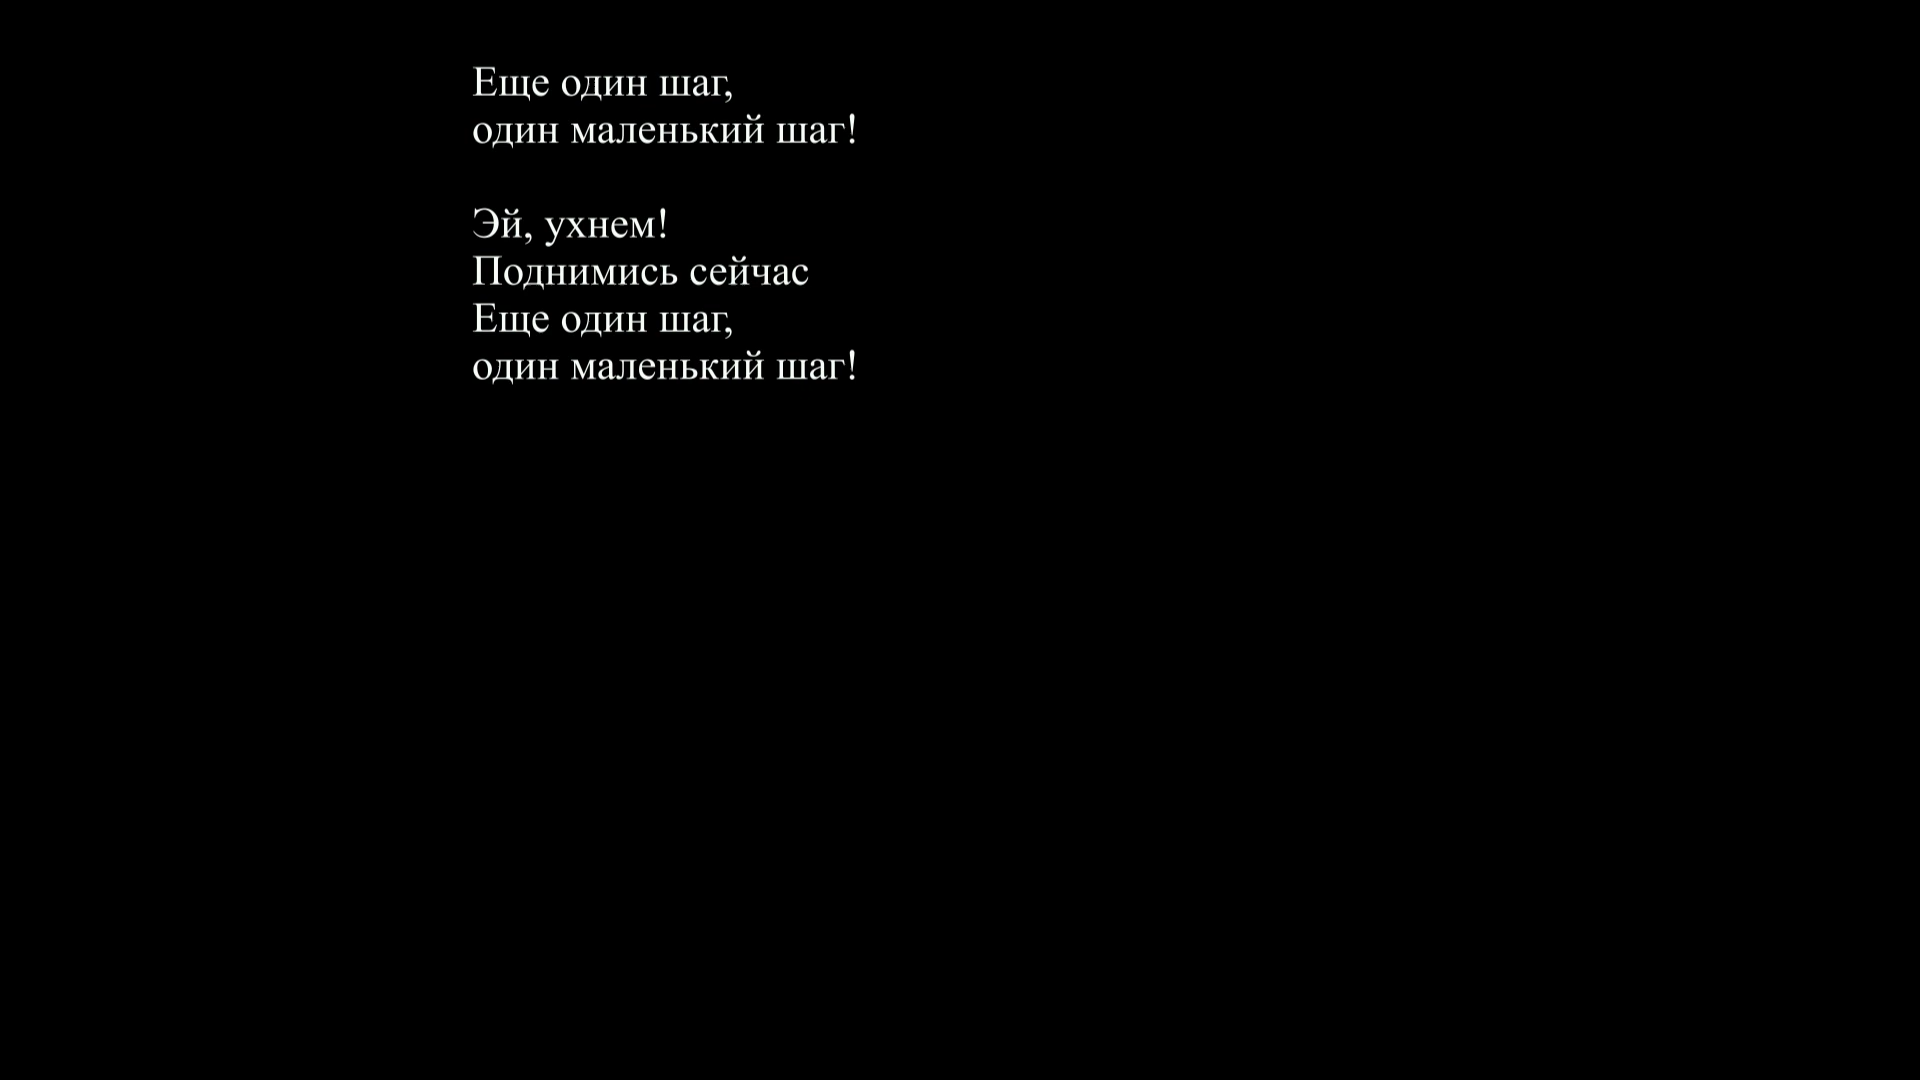 Еще один шаг,
один маленький шаг!
Эй, ухнем!
Поднимись сейчас
Еще один шаг,
один маленький шаг!